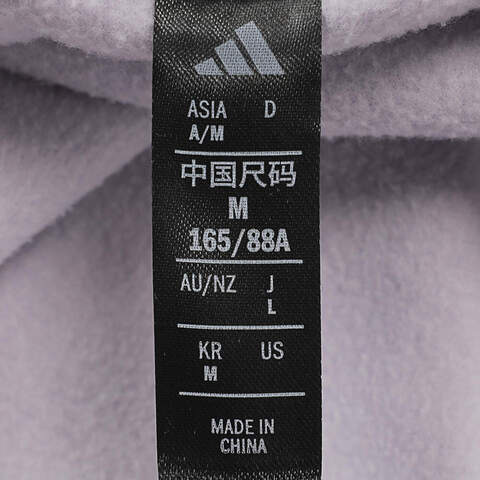 ASIA D
A/M
中国尺码
M
165/88A
AU/NZ J
L
KR US
M
MADE IN
CHINA